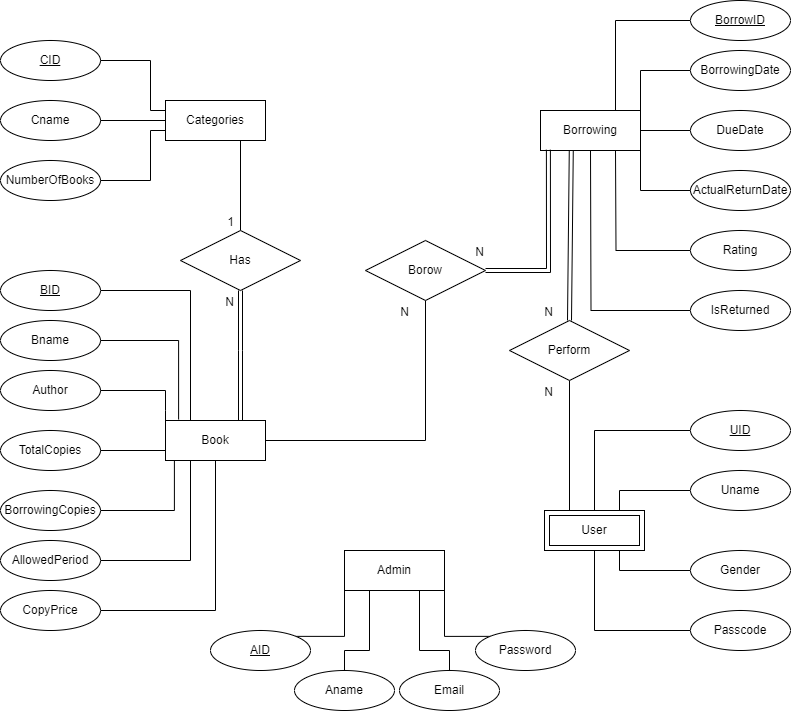 BorrowID
CID
BorrowingDate
Cname
Categories
Borrowing
DueDate
NumberOfBooks
ActualReturnDate
1
Rating
N
Has
Borow
BID
N
N
N
IsReturned
Bname
Perform
Author
N
UID
Book
TotalCopies
Uname
BorrowingCopies
User
AllowedPeriod
Admin
Gender
CopyPrice
Passcode
AID
Password
Aname
Email